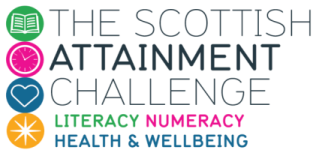 THE SCOTTISH
ATTAINMENT
CHALLENGE
LITERACY NUMERACY
HEALTH & WELLBEING